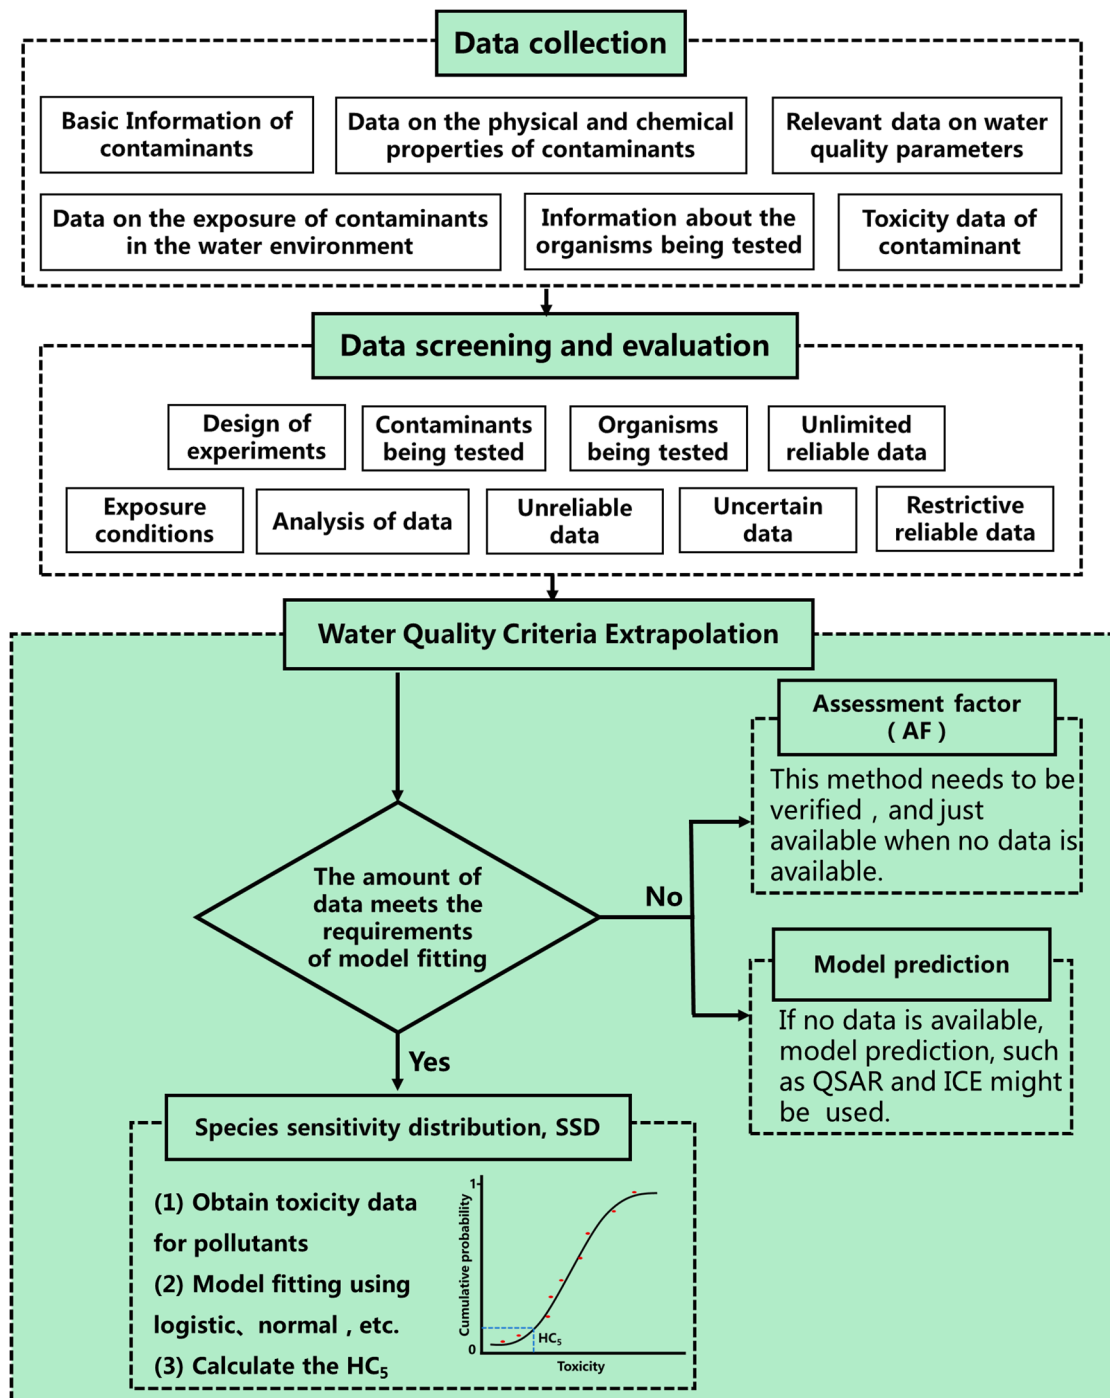 Data collection
Basic Information of
contaminants
Data on the physical and chemical
properties of contaminants
Relevant data on water
quality parameters
Data on the exposure of contaminants
in the water environment
Information about the
organisms being tested
Toxicity data of
contaminant
Data screening and evaluation
Design of
experiments
Contaminants
being tested
Organisms
being tested
Unlimited
reliable data
Exposure
conditions
Analysis of data
Unreliable
data
Uncertain
data
Restrictive
reliable data
Water Quality Criteria Extrapolation
Assessment factor
( AF )
This method needs to be
verified , and just
available when no data is
available.
The amount of
data meets the
requirements
of model fitting
No
Model prediction
If no data is available,
model prediction, such
as QSAR and ICE might
be used.
Yes
Species sensitivity distribution, SSD
(1) Obtain toxicity data
for pollutants
(2) Model fitting using
logistic、normal , etc.
(3) Calculate the HC₅
1
Cumulative probability
0
HC₅
Toxicity